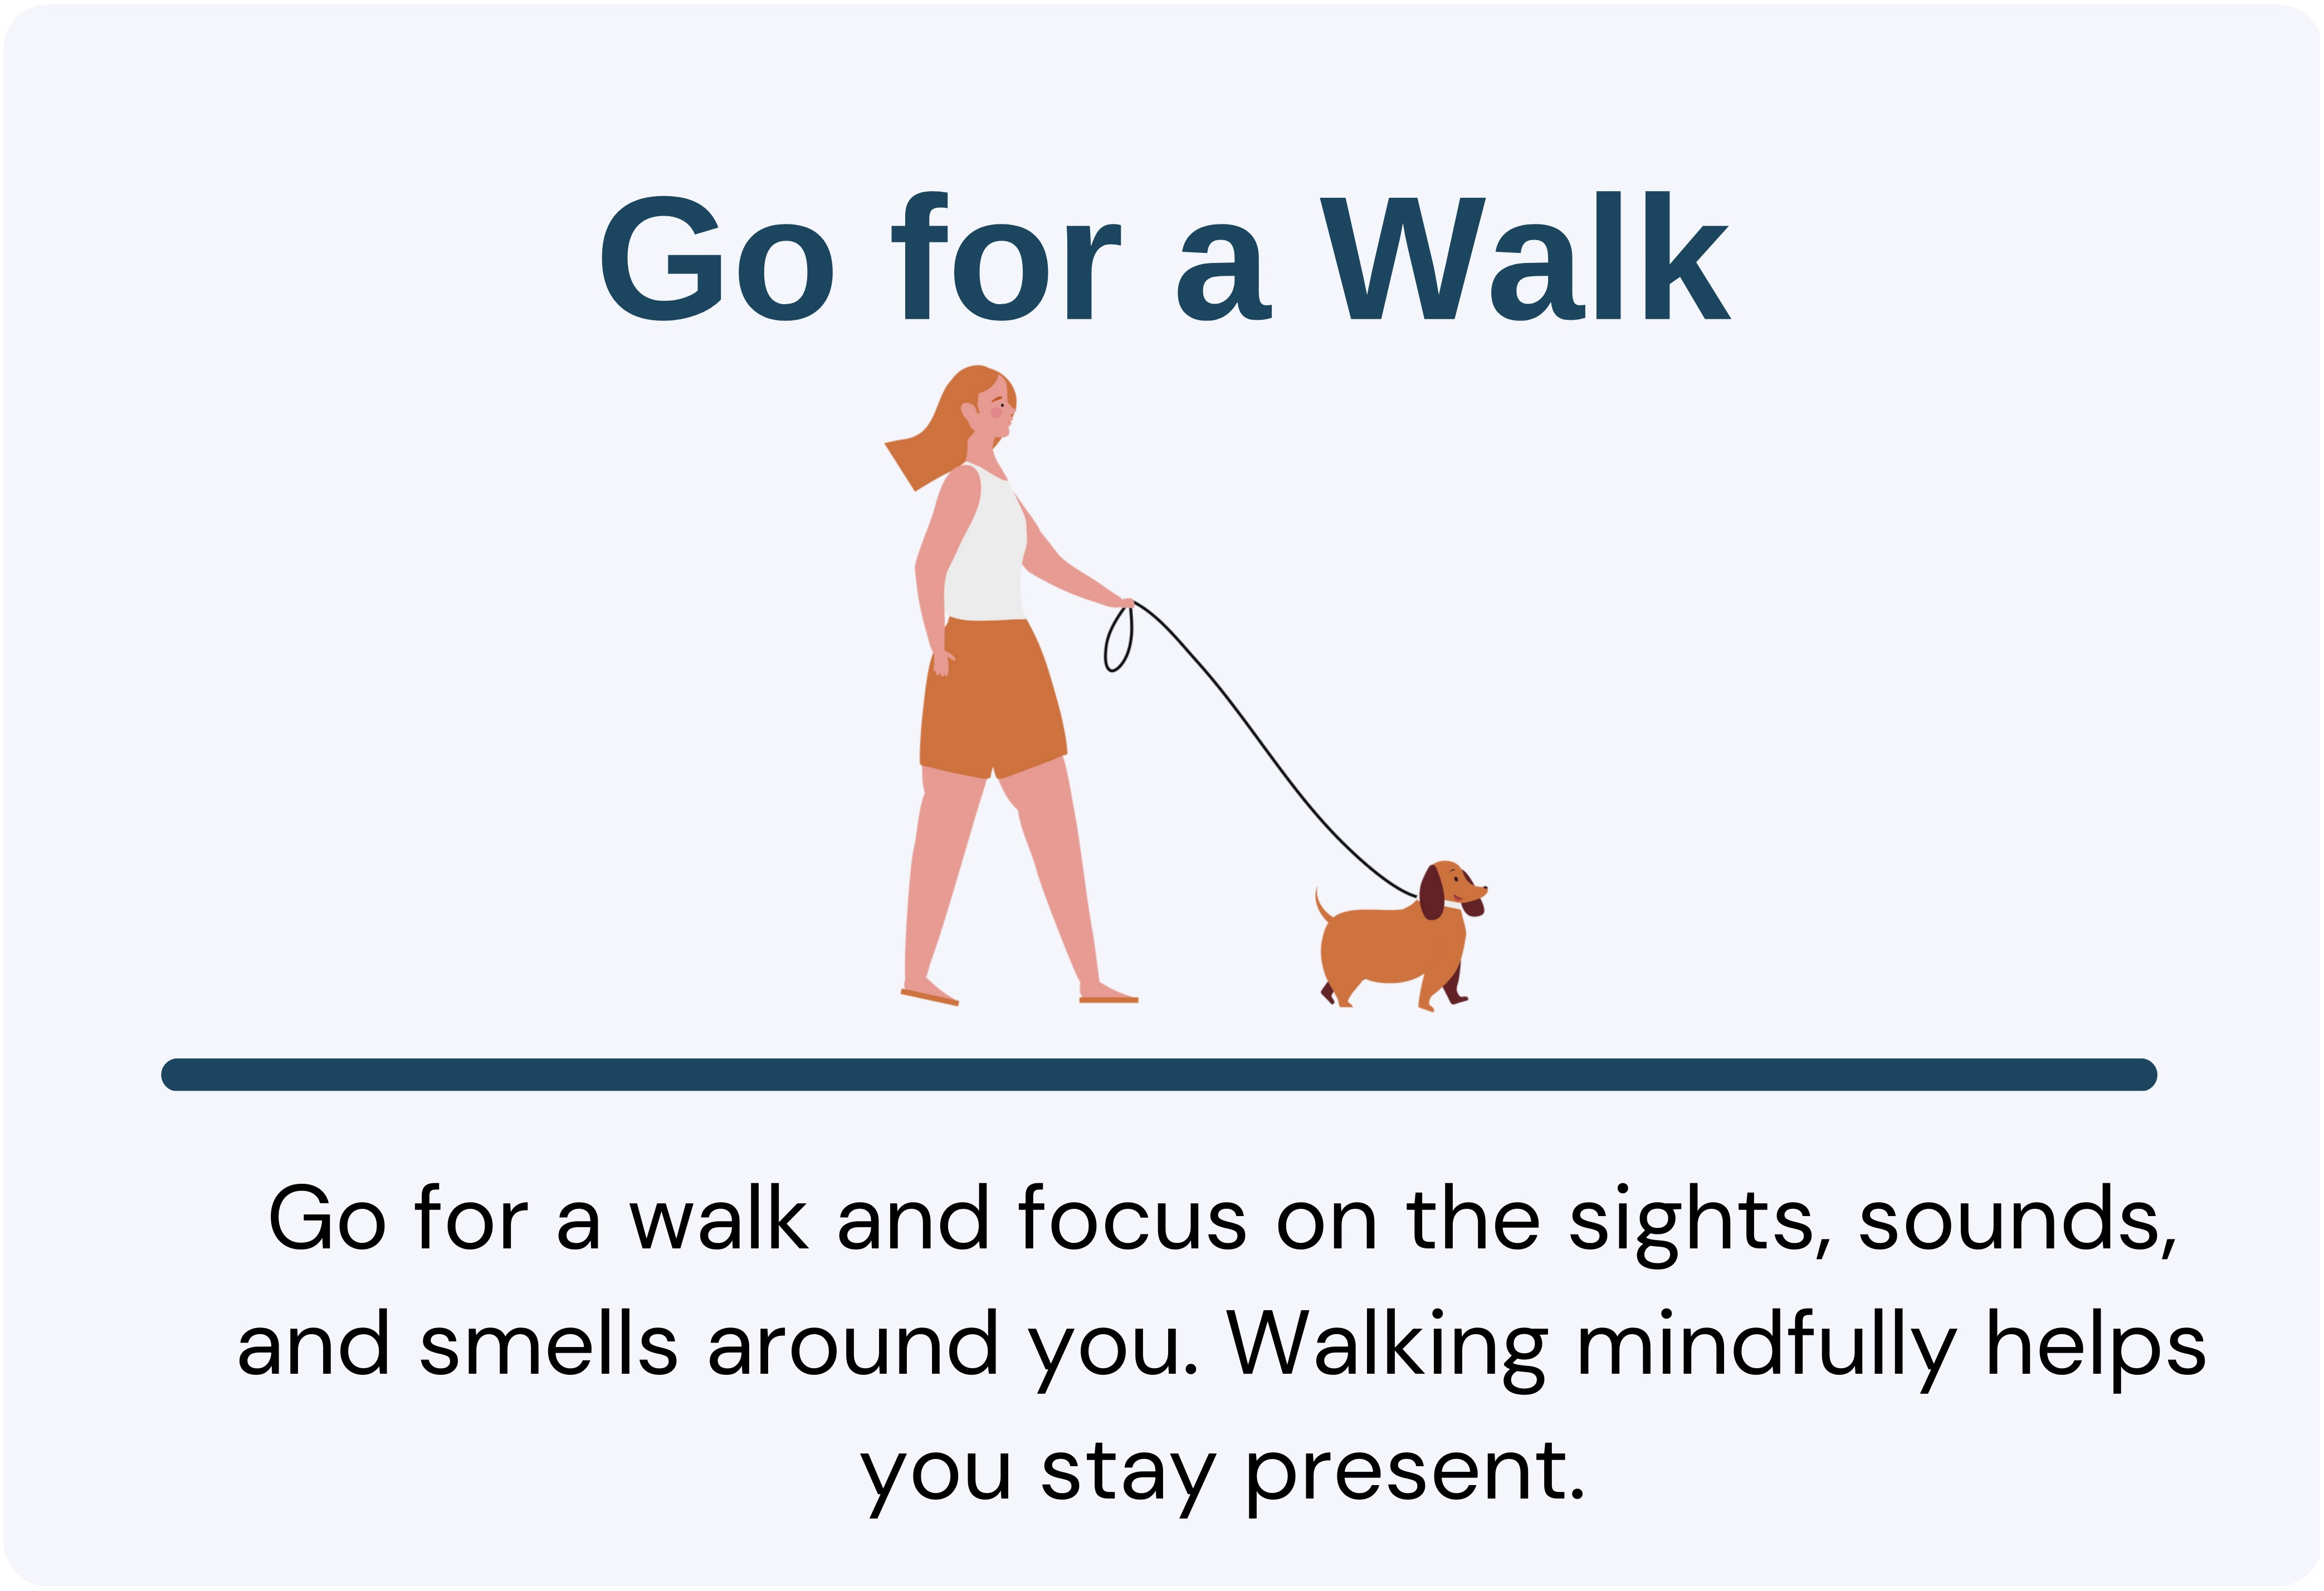 Go for a Walk
Go for a walk and focus on the sights, sounds,
and smells around you. Walking mindfully helps
you stay present.